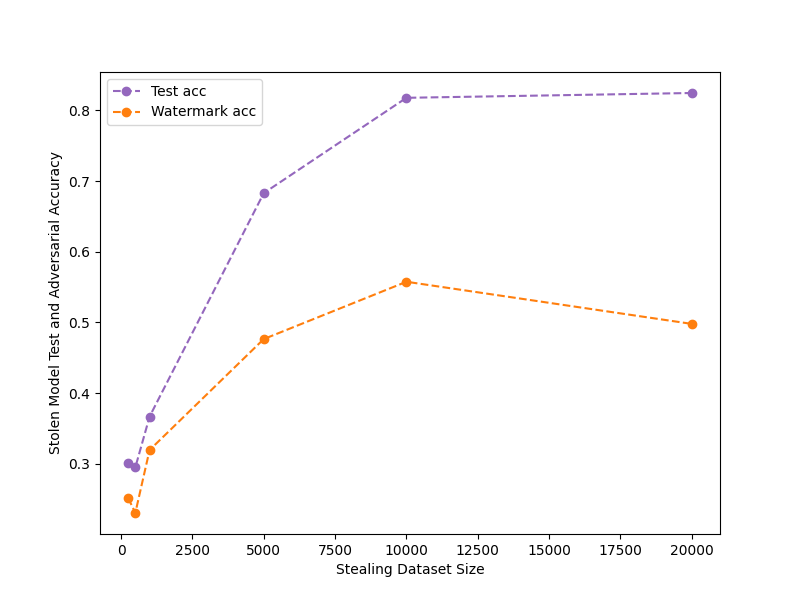 Test acc
Watermark acc
Stolen Model Test and Adversarial Accuracy
0.8
0.7
0.6
0.5
0.4
0.3
0 2500 5000 7500 10000 12500 15000 17500 20000
Stealing Dataset Size